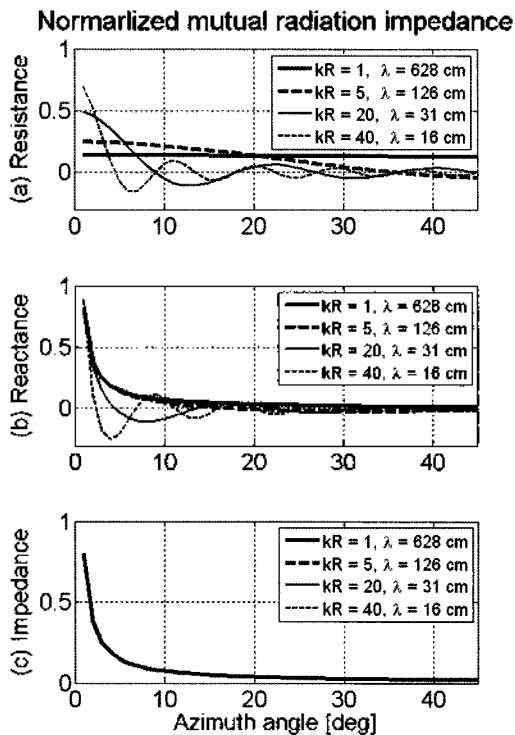 Normarlized mutual radiation impedance
1
0.5
0
(a) Resistance
kR = 1, λ = 628 cm
kR = 5, λ = 126 cm
kR = 20, λ = 31 cm
kR = 40, λ = 16 cm
0 10 20 30 40
1
0.5
0
(b) Reactance
kR = 1, λ = 628 cm
kR = 5, λ = 126 cm
kR = 20, λ = 31 cm
kR = 40, λ = 16 cm
0 10 20 30 40
1
0.5
0
(c) Impedance
kR = 1, λ = 628 cm
kR = 5, λ = 126 cm
kR = 20, λ = 31 cm
kR = 40, λ = 16 cm
0 10 20 30 40
Azimuth angle [deg]